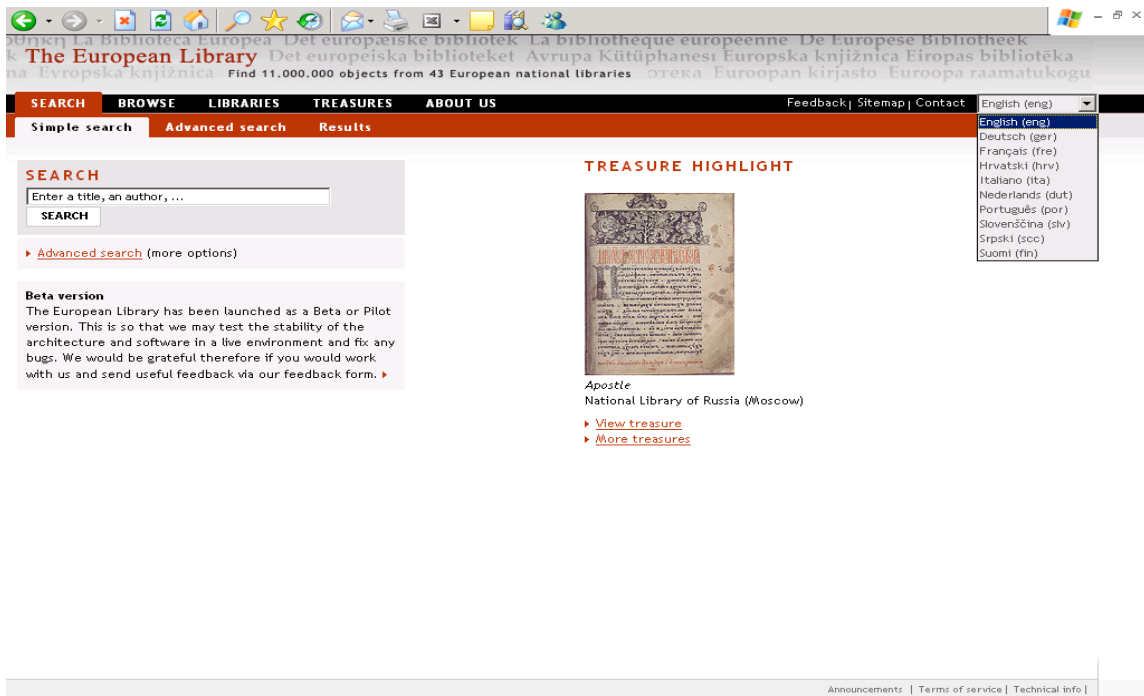 όθηκη La Biblioteca Europea Det europæiske bibliotek La bibliothèque européenne De Europese Bibliotheek
k The European Library Det europeiska biblioteket Avrupa Kütüphanesı Europska knjižnica Eiropas bibliotēka
na Evropska knjižnica Find 11.000.000 objects from 43 European national libraries отека Euroopan kirjasto Euroopa raamatukogu
SEARCH BROWSE LIBRARIES TREASURES ABOUT US Feedback | Sitemap | Contact English (eng)
Simple search Advanced search Results
English (eng)
Deutsch (ger)
Français (fre)
Hrvatski (hrv)
Italiano (ita)
Nederlands (dut)
Português (por)
Slovenščina (slv)
Srpski (scc)
Suomi (fin)
SEARCH
Enter a title, an author, ...
SEARCH
Advanced search (more options)
Beta version
The European Library has been launched as a Beta or Pilot
version. This is so that we may test the stability of the
architecture and software in a live environment and fix any
bugs. We would be grateful therefore if you would work
with us and send useful feedback via our feedback form.
TREASURE HIGHLIGHT
Apostle
National Library of Russia (Moscow)
View treasure
More treasures
Announcements | Terms of service | Technical info |